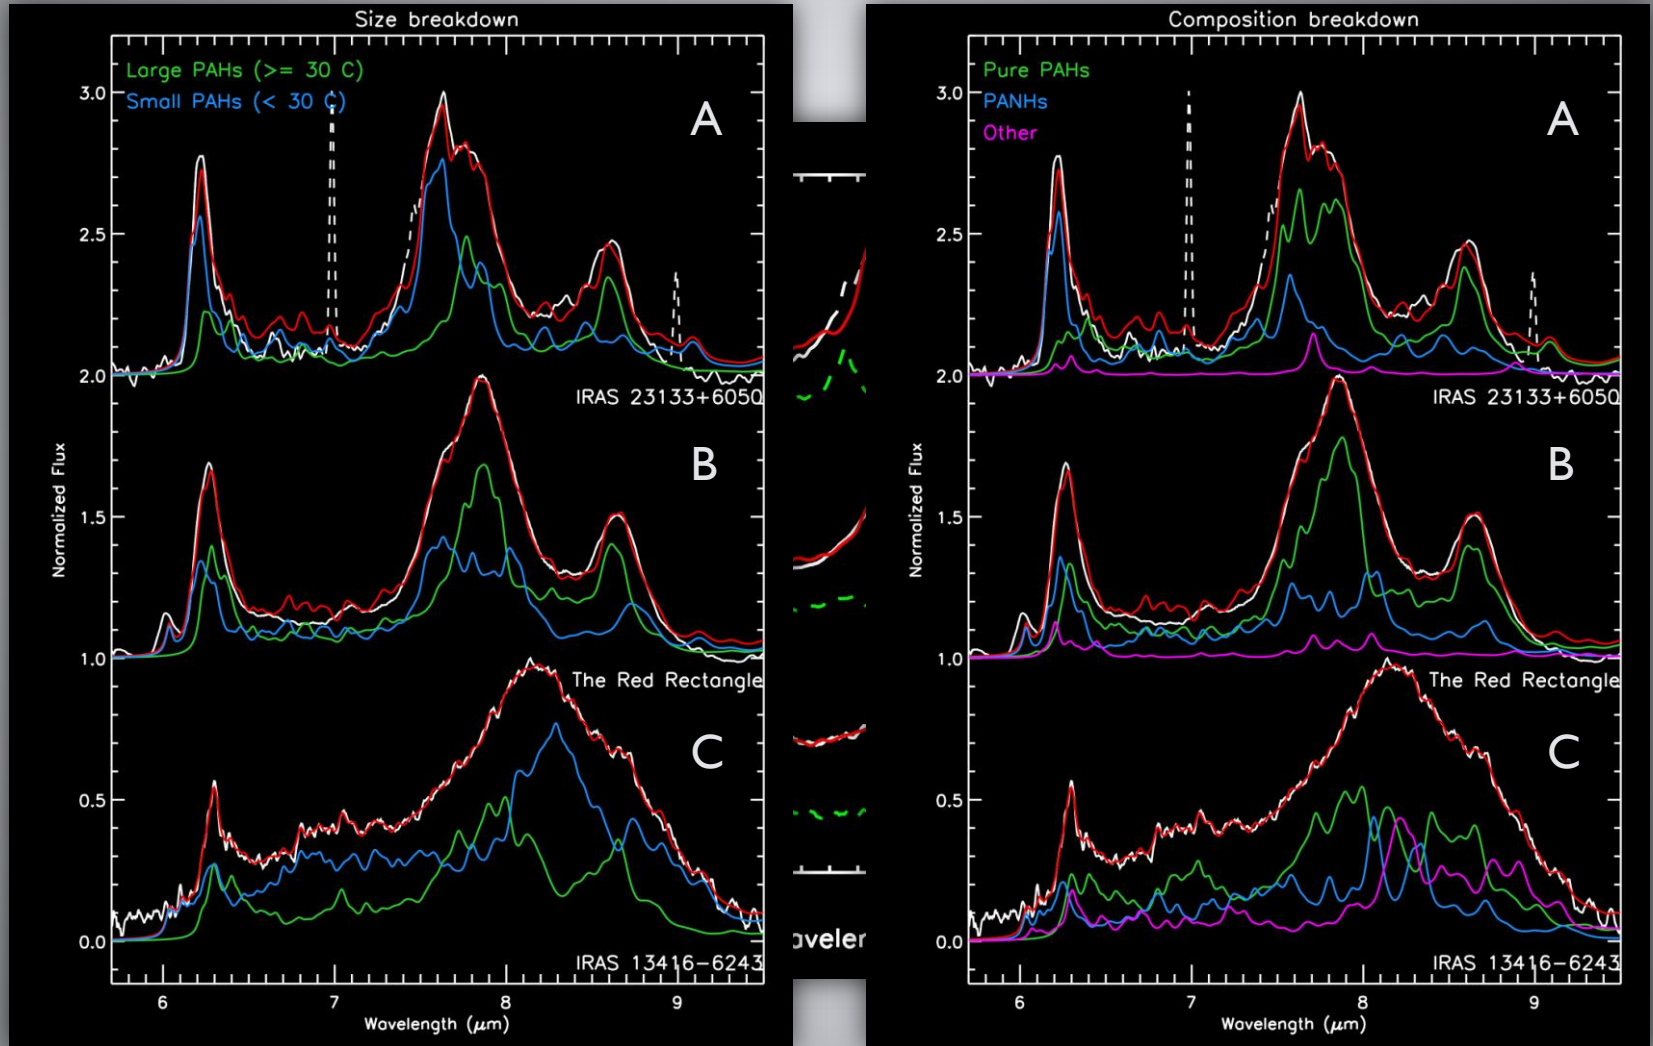 Size breakdown
Large PAHs (>= 30 C)
Small PAHs (< 30 C)
3.0
A
2.5
2.0
IRAS 23133+6050
B
Normalized Flux
1.5
1.0
The Red Rectangle
C
0.5
0.0
IRAS 13416-6243
6 7 8 9
Wavelength (μm)
aveler
Composition breakdown
Pure PAHs
PANHs
Other
3.0
A
2.5
2.0
IRAS 23133+6050
B
Normalized Flux
1.5
1.0
The Red Rectangle
C
0.5
0.0
IRAS 13416-6243
6 7 8 9
Wavelength (μm)